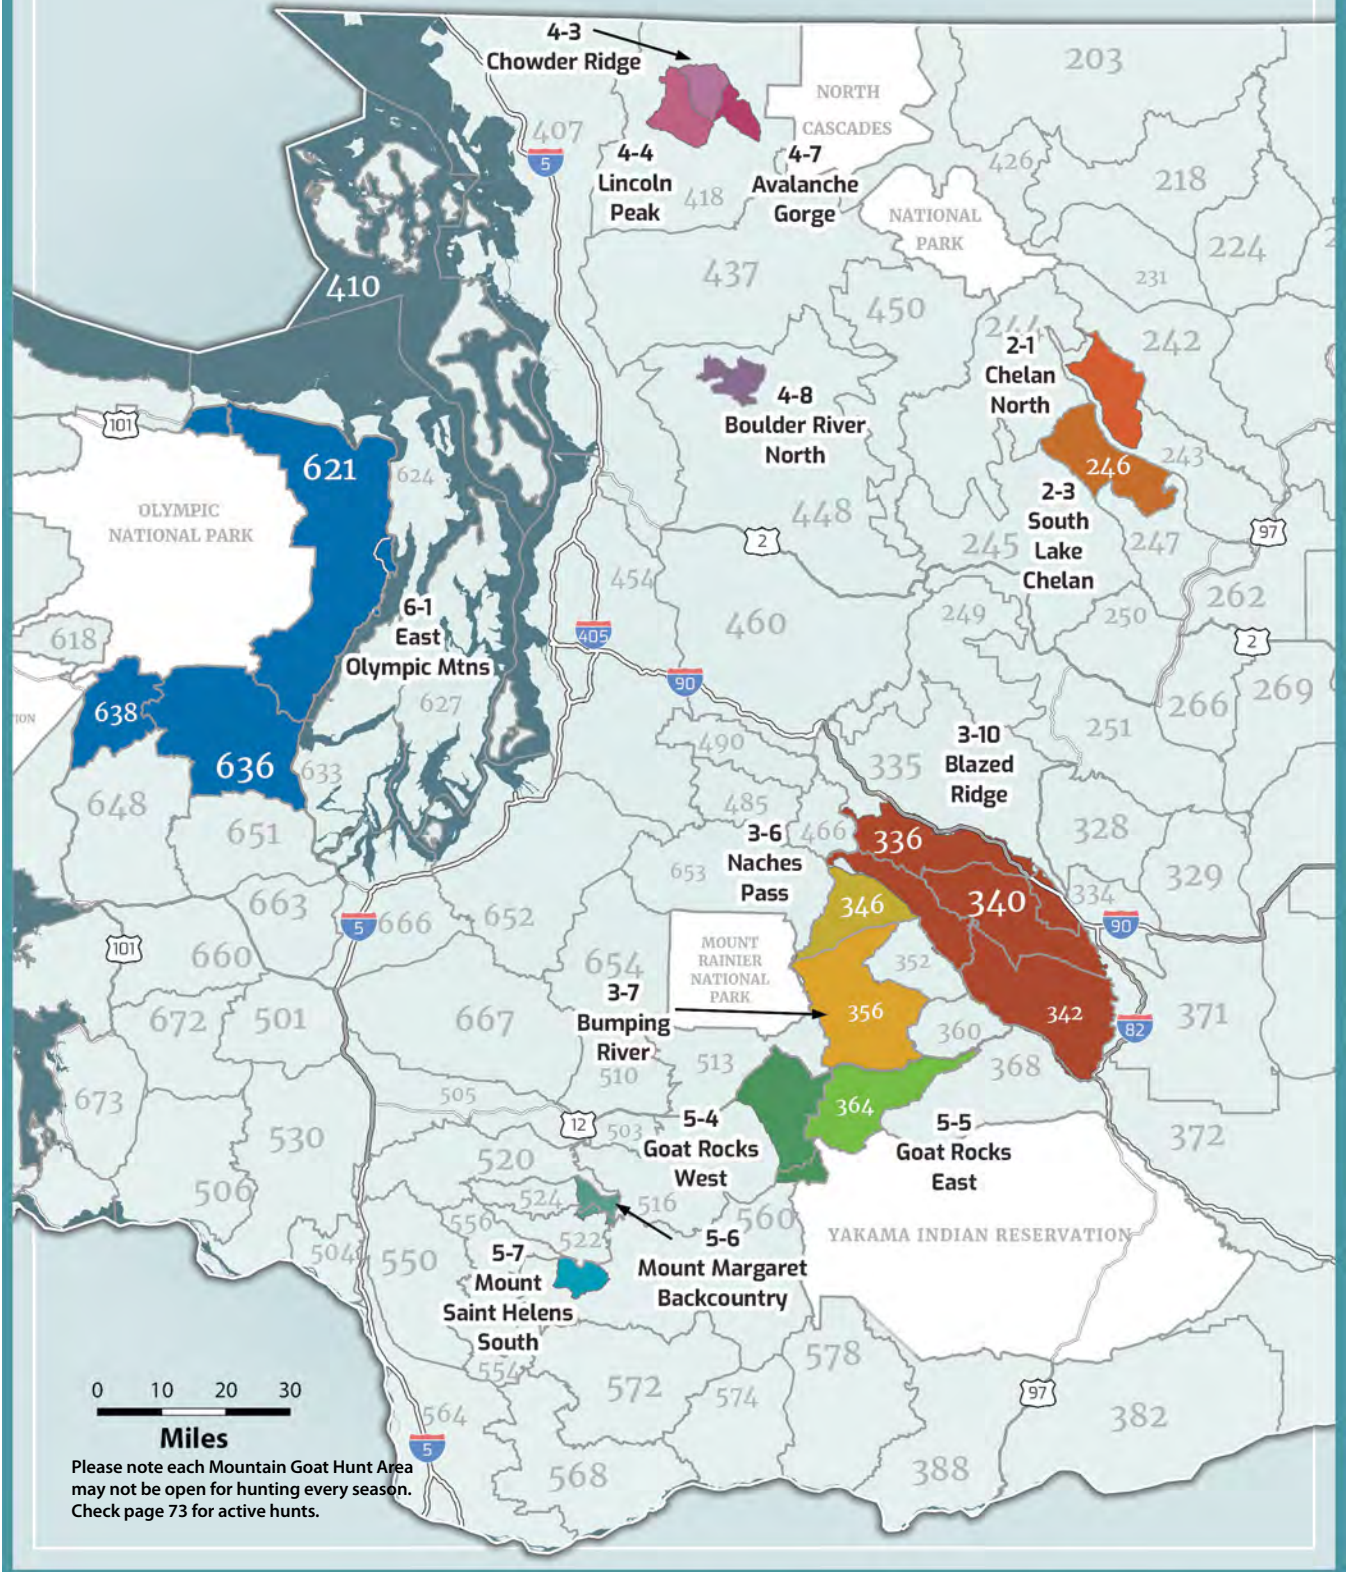 4-3
Chowder Ridge
203
NORTH
CASCADES
407
5
4-4
Lincoln
Peak
418
4-7
Avalanche
Gorge
426
218
NATIONAL
PARK
224
410
437
231
450
244
242
2-1
Chelan
North
4-8
Boulder River
North
101
621
624
246
243
OLYMPIC
NATIONAL PARK
2-3
South
Lake
Chelan
448
2
245
247
97
454
262
6-1
East
Olympic Mtns
405
460
249
250
618
2
90
638
627
266
269
ION
251
490
3-10
Blazed
Ridge
335
636
633
648
485
651
466
336
328
3-6
Naches
Pass
653
329
334
340
346
663
5
666
652
90
101
660
MOUNT
RAINIER
NATIONAL
PARK
654
352
3-7
Bumping
River
356
342
672
501
667
360
82
371
513
368
510
505
673
364
12
503
5-4
Goat Rocks
West
5-5
Goat Rocks
East
530
372
520
506
524
516
556
560
522
YAKAMA INDIAN RESERVATION
504
550
5-7
Mount
Saint Helens
South
5-6
Mount Margaret
Backcountry
578
554
572
574
97
0 10 20 30
Miles
564
382
5
568
388
Please note each Mountain Goat Hunt Area
may not be open for hunting every season.
Check page 73 for active hunts.